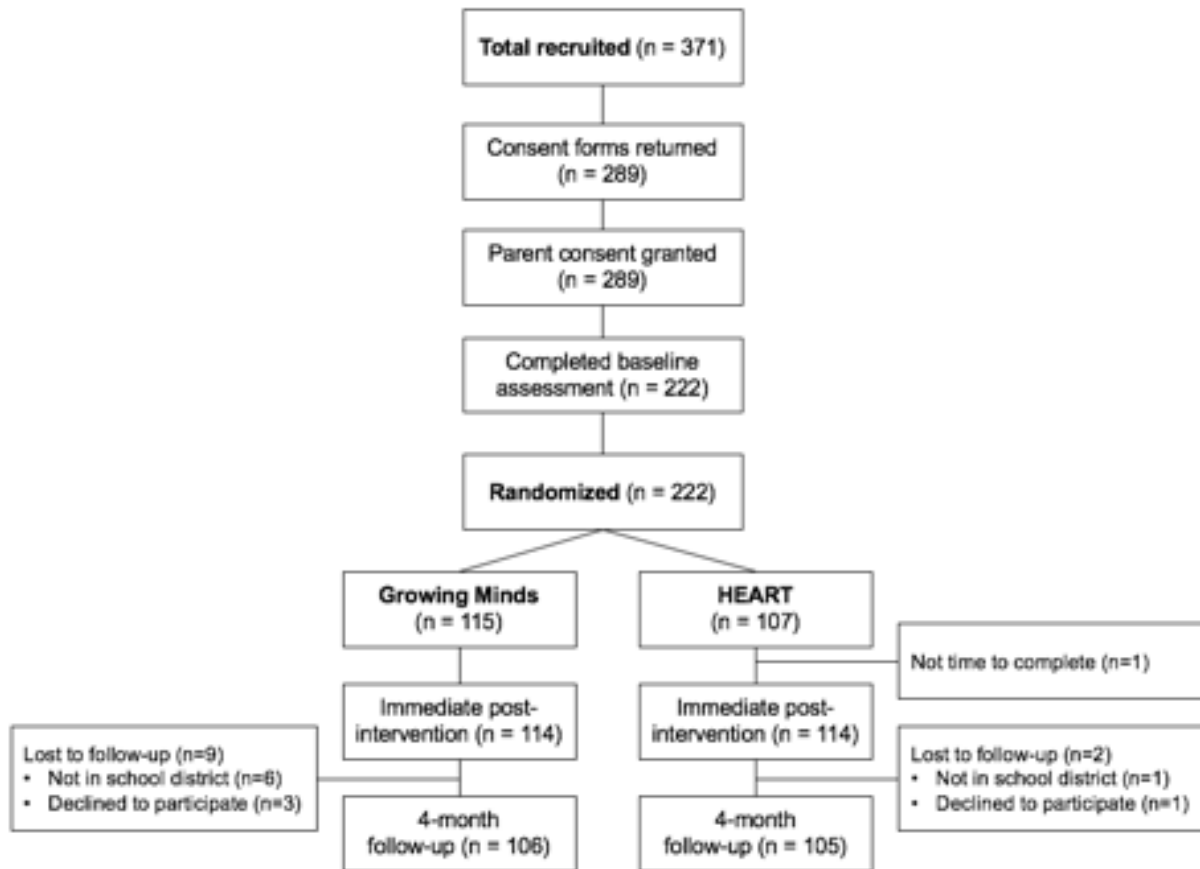 Total recruited (n = 371)
Consent forms returned
(n = 289)
Parent consent granted
(n = 289)
Completed baseline
assessment (n = 222)
Randomized (n = 222)
Growing Minds
(n = 115)
HEART
(n = 107)
Not time to complete (n=1)
Immediate post-
intervention (n = 114)
Immediate post-
intervention (n = 114)
Lost to follow-up (n=9)
• Not in school district (n=6)
• Declined to participate (n=3)
Lost to follow-up (n=2)
• Not in school district (n=1)
• Declined to participate (n=1)
4-month
follow-up (n = 106)
4-month
follow-up (n = 105)